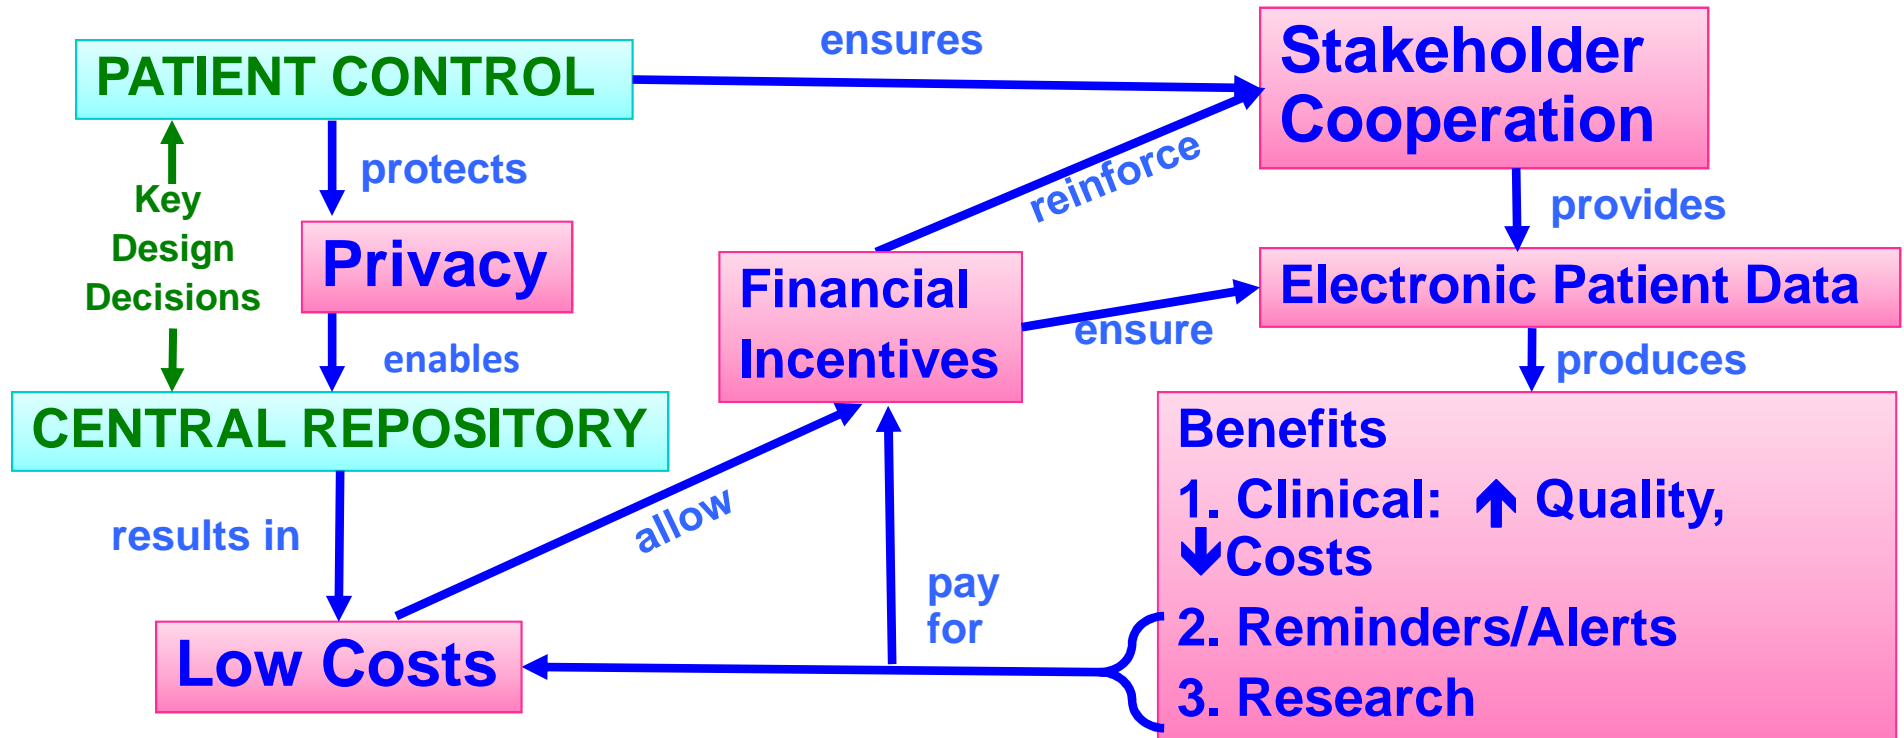 PATIENT CONTROL
ensures
Stakeholder
Cooperation
protects
Key
Design
Decisions
Privacy
reinforce
provides
Financial
Incentives
ensure
Electronic Patient Data
enables
produces
CENTRAL REPOSITORY
Benefits
1. Clinical: ↑ Quality,
↓Costs
2. Reminders/Alerts
3. Research
results in
allow
pay
for
Low Costs